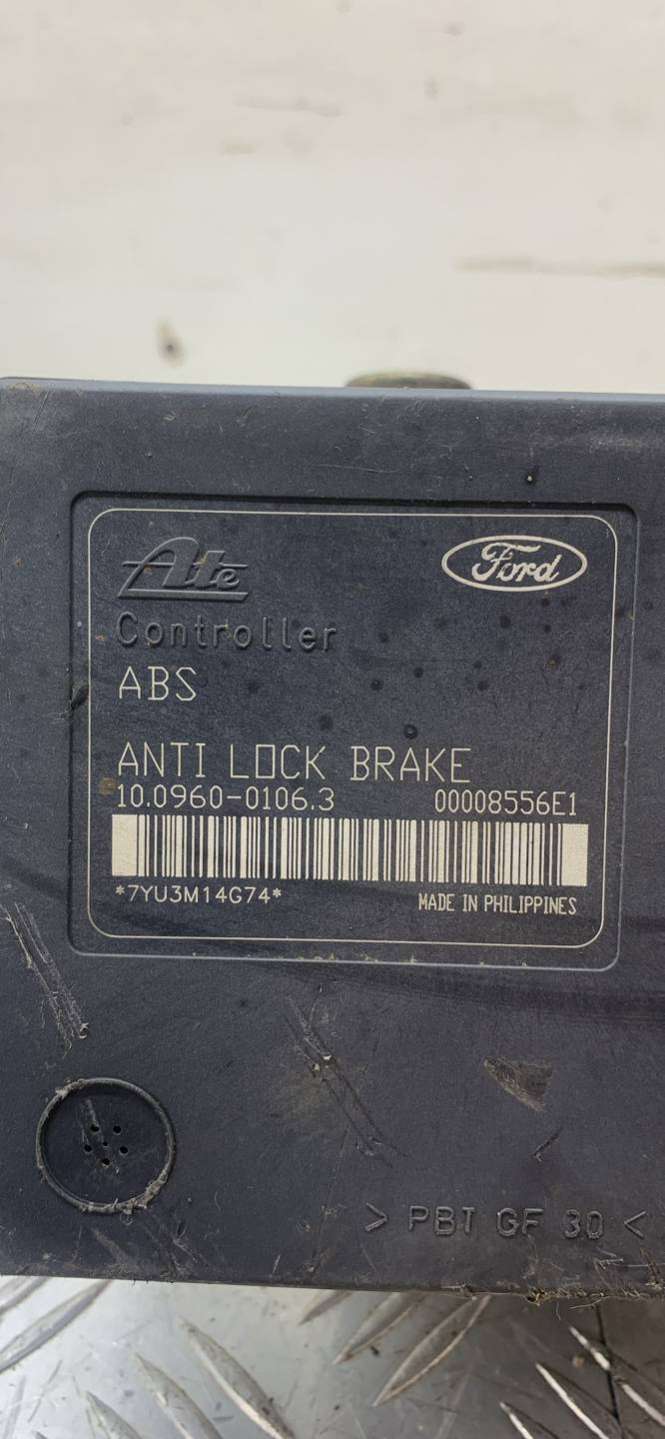 Ate
Ford
Controller
ABS
ANTI LOCK BRAKE
10.0960-0106.3 00008556E1
*7YU3M14G74*
MADE IN PHILIPPINES
> PBT GF 30 <